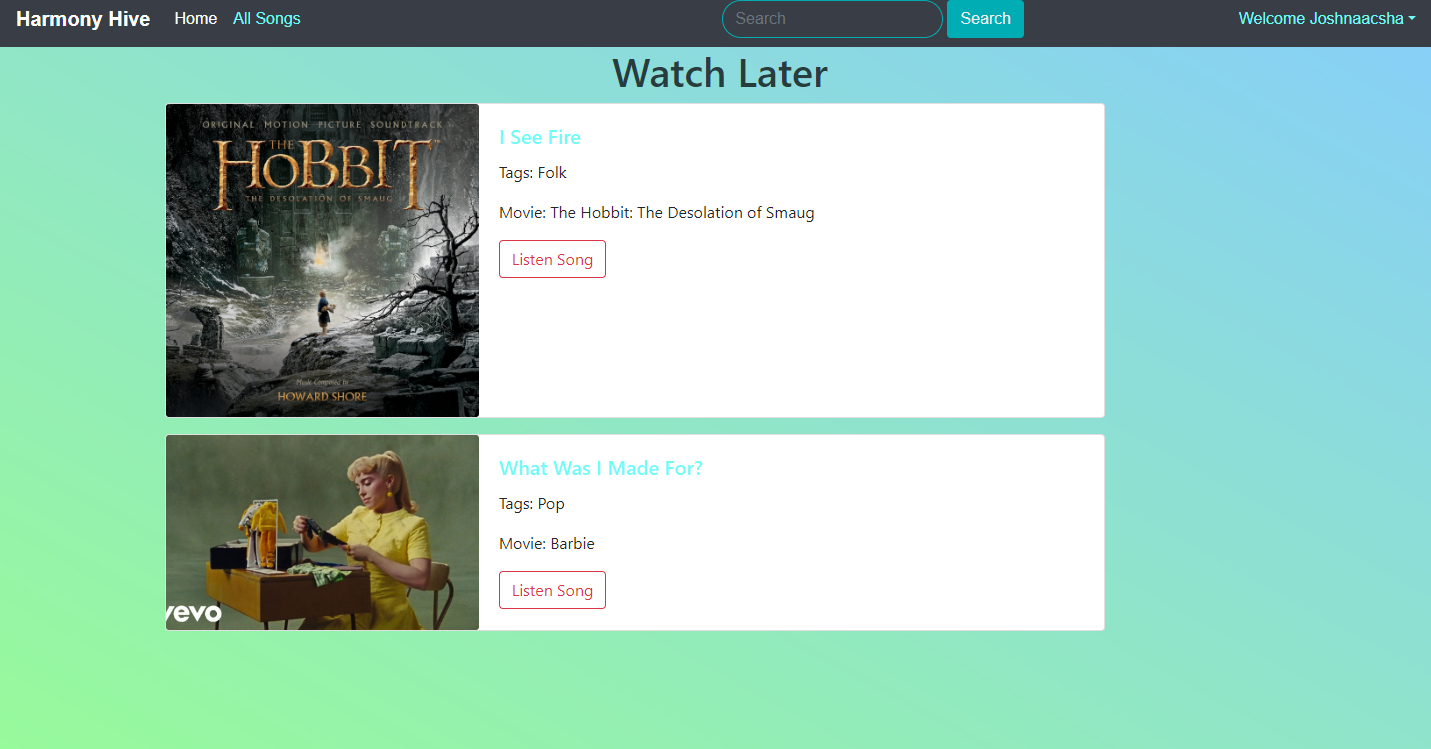 Harmony Hive Home All Songs Search Search Welcome Joshnaacsha
Watch Later
ORIGINAL MOTION PICTURE SOUNDTRACK
THE
HOBBIT
THE DESOLATION OF SMAUG
Music Composed by
HOWARD SHORE
I See Fire
Tags: Folk
Movie: The Hobbit: The Desolation of Smaug
Listen Song
vevo
What Was I Made For?
Tags: Pop
Movie: Barbie
Listen Song